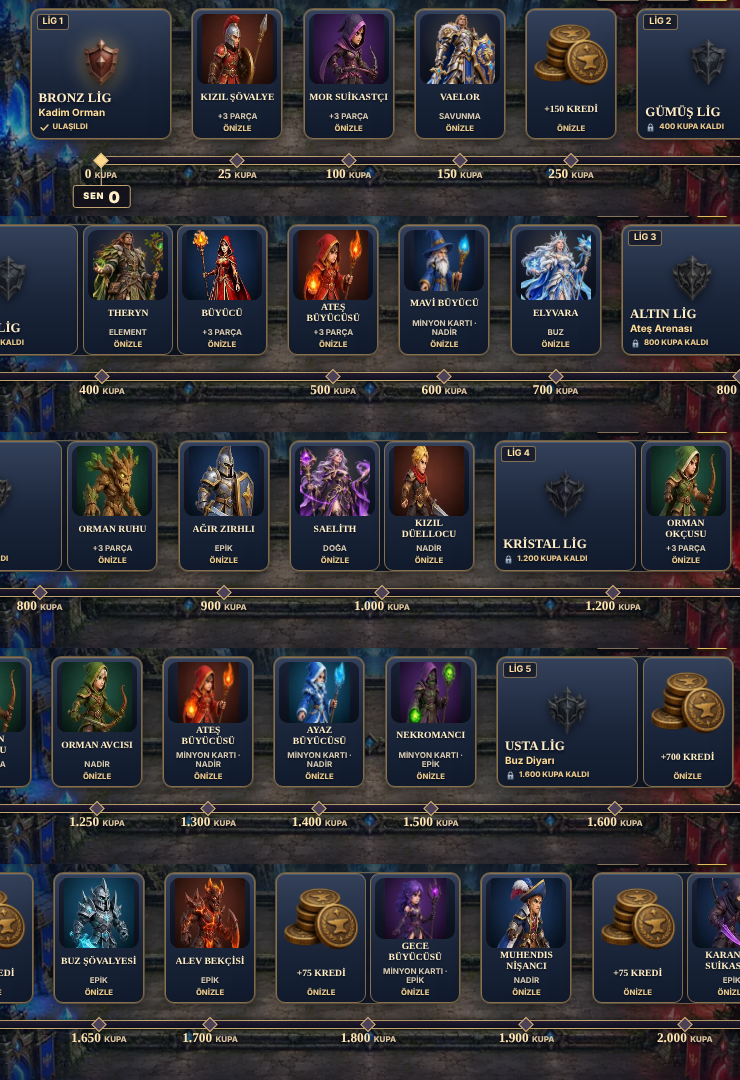 LİG 1
BRONZ LİG
Kadim Orman
ULAŞILDI
KIZIL ŞÖVALYE
+3 PARÇA
ÖNİZLE
MOR SUİKASTÇI
+3 PARÇA
ÖNİZLE
VAELOR
SAVUNMA
ÖNİZLE
+150 KREDİ
ÖNİZLE
LİG 2
GÜMÜŞ LİG
400 KUPA KALDI
0 KUPA
25 KUPA
100 KUPA
150 KUPA
250 KUPA
SEN 0
LİG
KALDI
THERYN
ELEMENT
ÖNİZLE
BÜYÜCÜ
+3 PARÇA
ÖNİZLE
ATEŞ
BÜYÜCÜSÜ
+3 PARÇA
ÖNİZLE
MAVİ BÜYÜCÜ
MİNYON KARTI ·
NADİR
ÖNİZLE
ELYVARA
BUZ
ÖNİZLE
LİG 3
ALTIN LİG
Ateş Arenası
800 KUPA KALDI
400 KUPA
500 KUPA
600 KUPA
700 KUPA
800
DI
ORMAN RUHU
+3 PARÇA
ÖNİZLE
AĞIR ZIRHLI
EPİK
ÖNİZLE
SAELİTH
DOĞA
ÖNİZLE
KIZIL
DÜELLOCU
NADİR
ÖNİZLE
LİG 4
KRİSTAL LİG
1.200 KUPA KALDI
ORMAN
OKÇUSU
+3 PARÇA
ÖNİZLE
800 KUPA
900 KUPA
1.000 KUPA
1.200 KUPA
N
U
A
ORMAN AVCISI
NADİR
ÖNİZLE
ATEŞ
BÜYÜCÜSÜ
MİNYON KARTI ·
NADİR
ÖNİZLE
AYAZ
BÜYÜCÜSÜ
MİNYON KARTI ·
NADİR
ÖNİZLE
NEKROMANCI
MİNYON KARTI ·
EPİK
ÖNİZLE
LİG 5
USTA LİG
Buz Diyarı
1.600 KUPA KALDI
+700 KREDİ
ÖNİZLE
1.250 KUPA
1.300 KUPA
1.400 KUPA
1.500 KUPA
1.600 KUPA
EDİ
BUZ ŞÖVALYESİ
EPİK
ÖNİZLE
ALEV BEKÇİSİ
EPİK
ÖNİZLE
+75 KREDİ
ÖNİZLE
GECE
BÜYÜCÜSÜ
MİNYON KARTI ·
EPİK
ÖNİZLE
MUHENDIS
NİŞANCI
NADİR
ÖNİZLE
+75 KREDİ
ÖNİZLE
KARAN
SUİKAS
EPİK
ÖNİZLE
1.650 KUPA
1.700 KUPA
1.800 KUPA
1.900 KUPA
2.000 KUPA